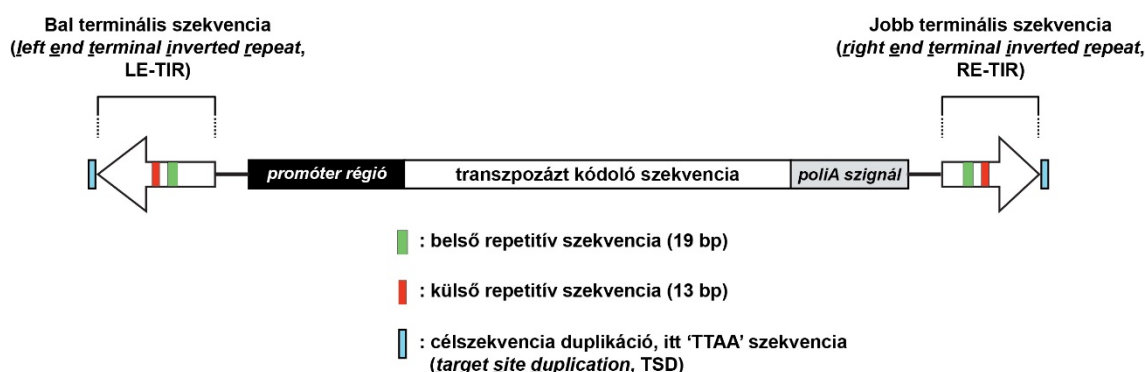 Bal terminális szekvencia
(left end terminal inverted repeat,
LE-TIR)
Jobb terminális szekvencia
(right end terminal inverted repeat,
RE-TIR)
promóter régió
transzpozázt kódoló szekvencia
poliA szignál
: belső repetitív szekvencia (19 bp)
: külső repetitív szekvencia (13 bp)
: célszekvencia duplikáció, itt ‘TTAA’ szekvencia
(target site duplication, TSD)